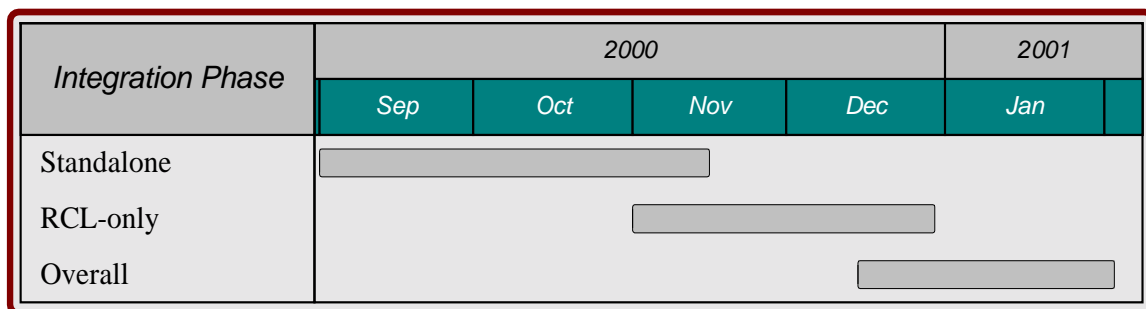 Integration Phase
2000
2001
Sep
Oct
Nov
Dec
Jan
Standalone
RCL-only
Overall